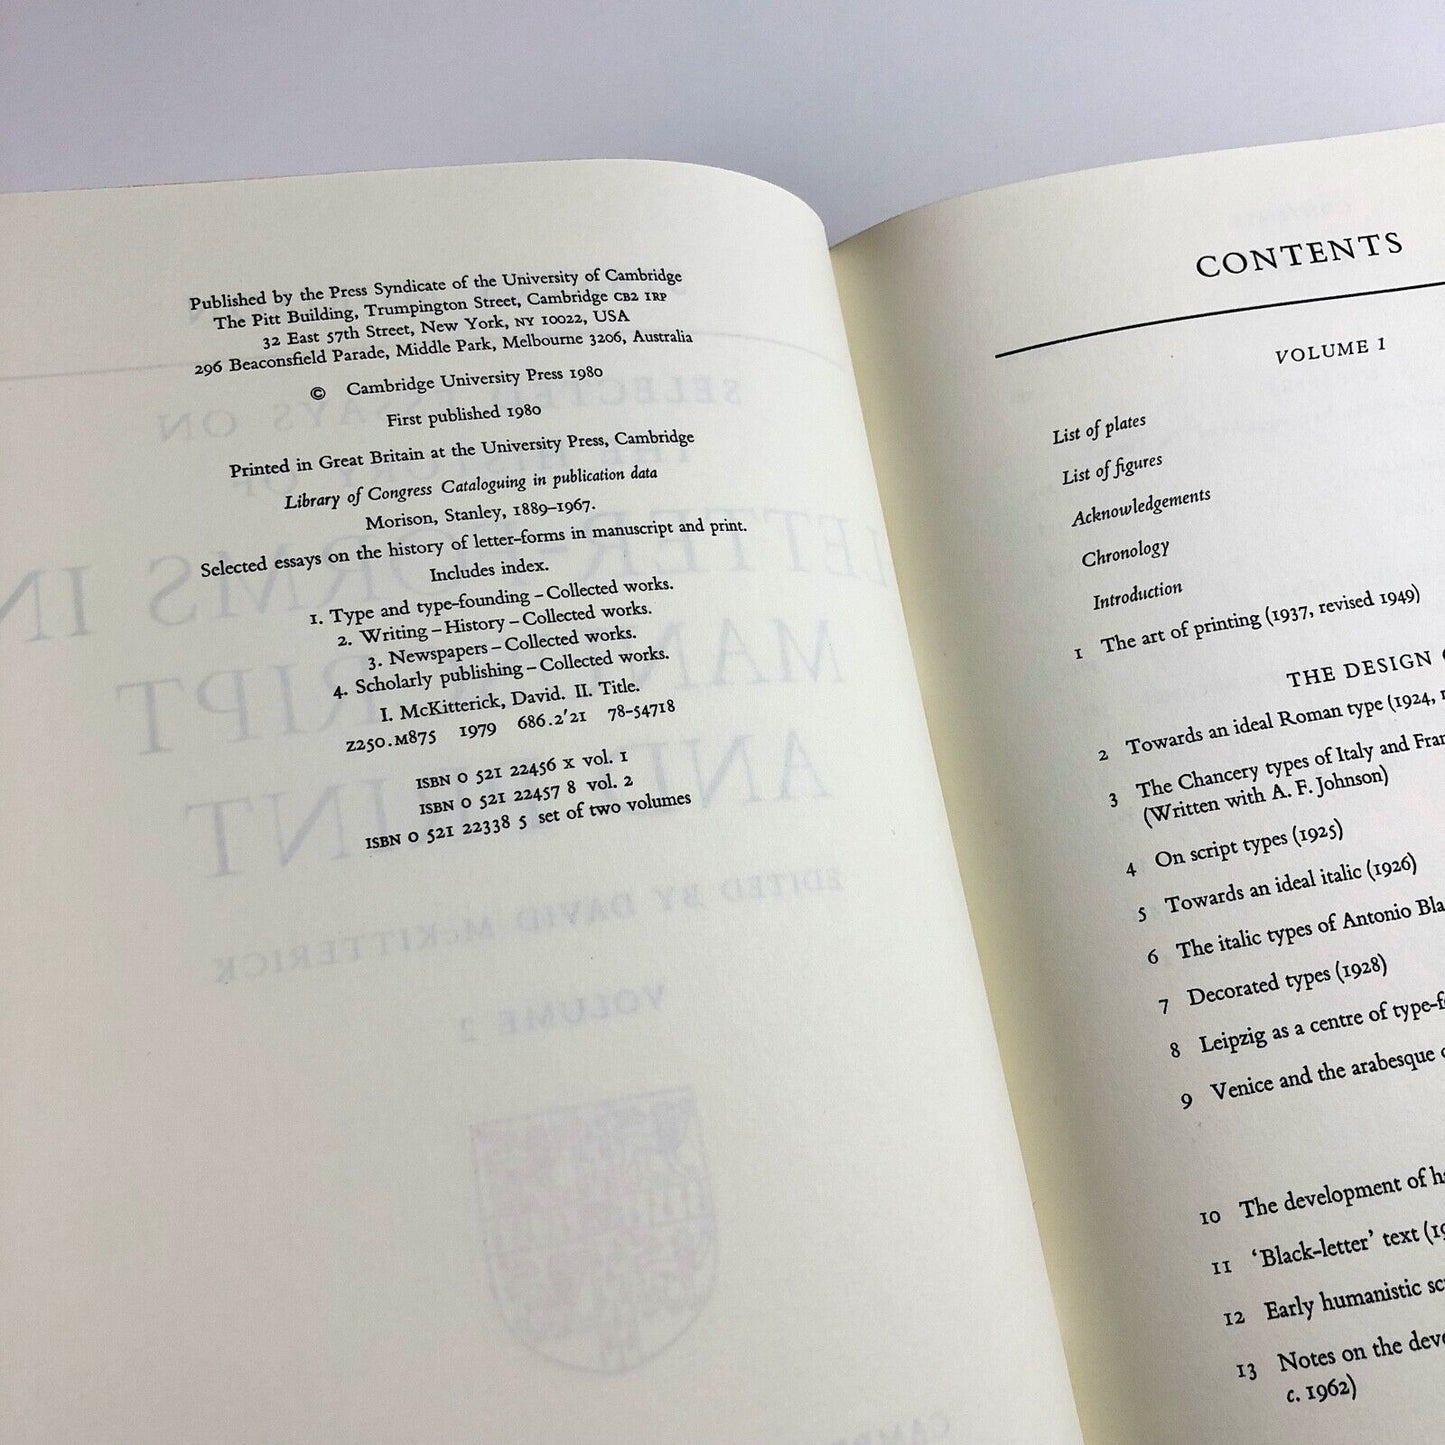 Published by the Press Syndicate of the University of Cambridge
The Pitt Building, Trumpington Street, Cambridge CB2 1RP
32 East 57th Street, New York, NY 10022, USA
296 Beaconsfield Parade, Middle Park, Melbourne 3206, Australia
© Cambridge University Press 1980
First published 1980
Printed in Great Britain at the University Press, Cambridge
Library of Congress Cataloguing in publication data
Morison, Stanley, 1889–1967.
Selected essays on the history of letter-forms in manuscript and print.
Includes index.
1. Type and type-founding – Collected works.
2. Writing – History – Collected works.
3. Newspapers – Collected works.
4. Scholarly publishing – Collected works.
I. McKitterick, David. II. Title.
Z250.M875 1979 686.2'21 78-54718
ISBN 0 521 22456 X vol. 1
ISBN 0 521 22457 8 vol. 2
ISBN 0 521 22338 5 set of two volumes
CONTENTS
VOLUME 1
List of plates
List of figures
Acknowledgements
Chronology
Introduction
1 The art of printing (1937, revised 1949)
THE DESIGN
2 Towards an ideal Roman type (1924,
3 The Chancery types of Italy and
(Written with A. F. Johnson)
4 On script types (1925)
5 Towards an ideal italic (1926)
6 The italic types of Antonio
7 Decorated types (1928)
8 Leipzig as a centre of
9 Venice and the arabesque
10 The development of
11 ‘Black-letter’ text
12 Early humanistic
13 Notes on the
c. 1962)